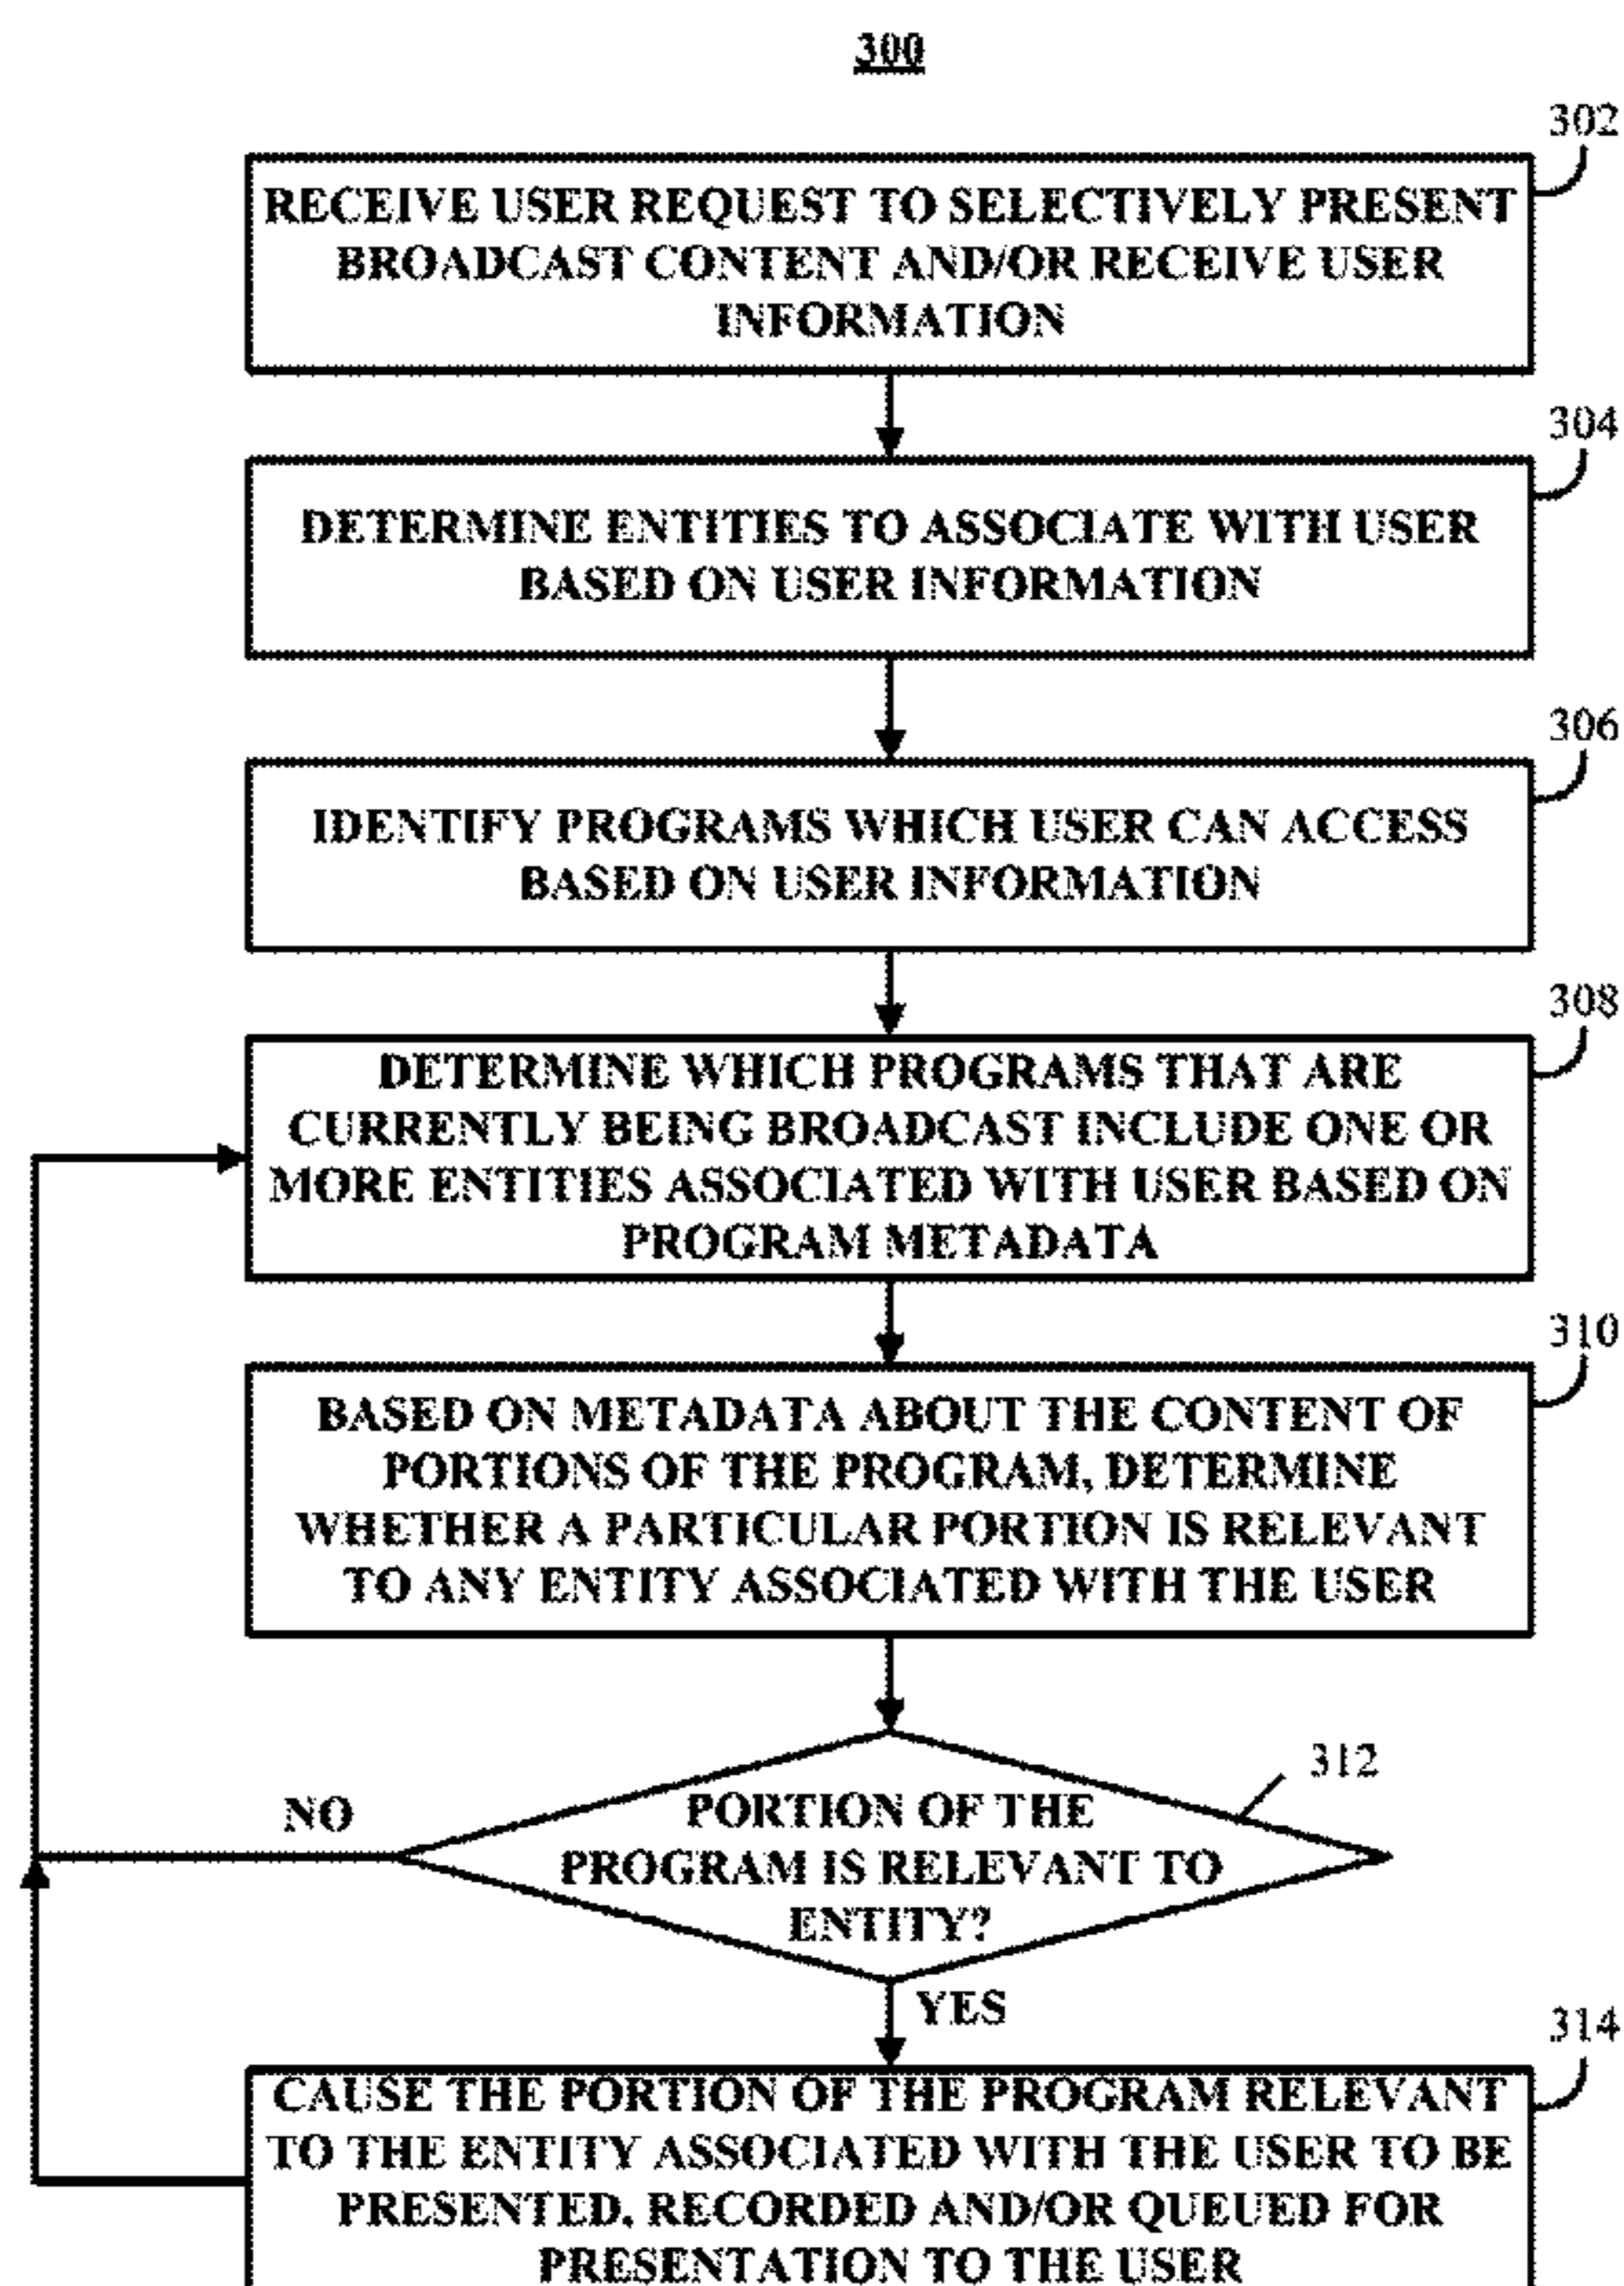 300
302
RECEIVE USER REQUEST TO SELECTIVELY PRESENT
BROADCAST CONTENT AND/OR RECEIVE USER
INFORMATION
304
DETERMINE ENTITIES TO ASSOCIATE WITH USER
BASED ON USER INFORMATION
306
IDENTIFY PROGRAMS WHICH USER CAN ACCESS
BASED ON USER INFORMATION
308
DETERMINE WHICH PROGRAMS THAT ARE
CURRENTLY BEING BROADCAST INCLUDE ONE OR
MORE ENTITIES ASSOCIATED WITH USER BASED ON
PROGRAM METADATA
310
BASED ON METADATA ABOUT THE CONTENT OF
PORTIONS OF THE PROGRAM, DETERMINE
WHETHER A PARTICULAR PORTION IS RELEVANT
TO ANY ENTITY ASSOCIATED WITH THE USER
312
NO
PORTION OF THE
PROGRAM IS RELEVANT TO
ENTITY?
YES
314
CAUSE THE PORTION OF THE PROGRAM RELEVANT
TO THE ENTITY ASSOCIATED WITH THE USER TO BE
PRESENTED, RECORDED AND/OR QUEUED FOR
PRESENTATION TO THE USER